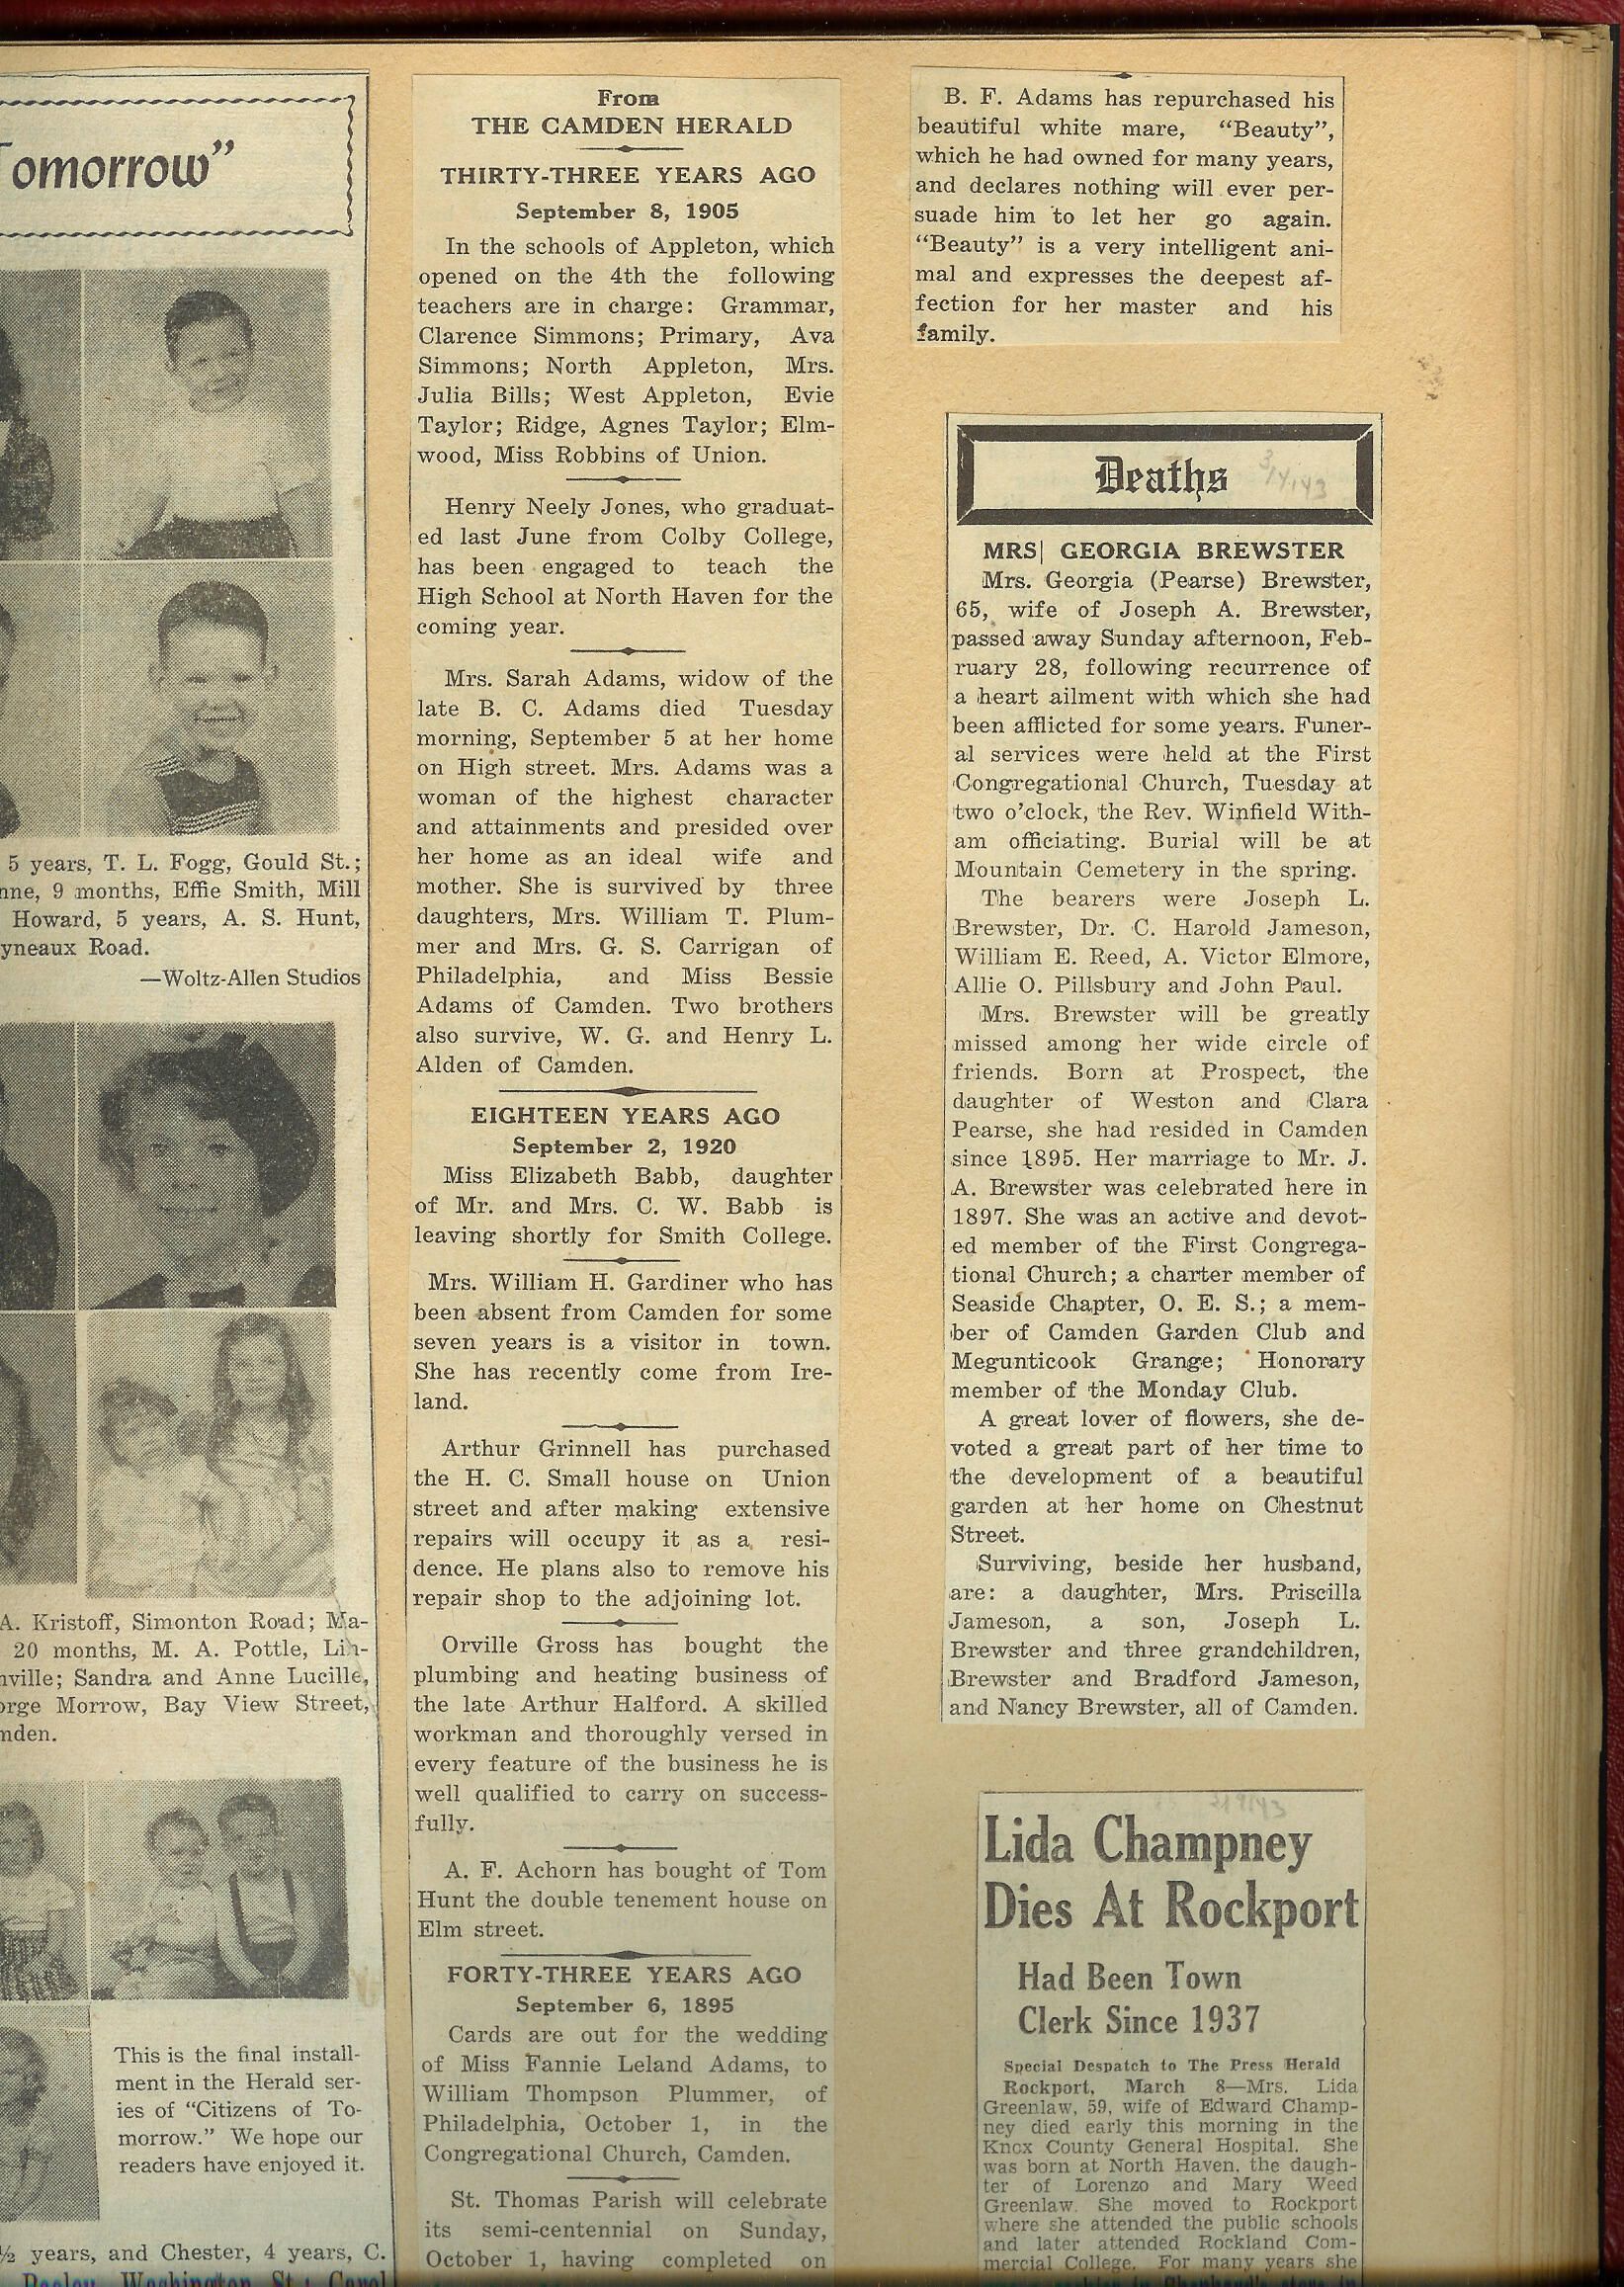 omorrow"
5 years, T. L. Fogg, Gould St.;
nne, 9 months, Effie Smith, Mill
Howard, 5 years, A. S. Hunt,
yneaux Road.
—Woltz-Allen Studios
A. Kristoff, Simonton Road; Ma-
20 months, M. A. Pottle, Lin-
nville; Sandra and Anne Lucille,
orge Morrow, Bay View Street,
mden.
This is the final install-
ment in the Herald ser-
ies of "Citizens of To-
morrow." We hope our
readers have enjoyed it.
½ years, and Chester, 4 years, C.
Washington St.; Carol
From
THE CAMDEN HERALD
THIRTY-THREE YEARS AGO
September 8, 1905
In the schools of Appleton, which
opened on the 4th the following
teachers are in charge: Grammar,
Clarence Simmons; Primary, Ava
Simmons; North Appleton, Mrs.
Julia Bills; West Appleton, Evie
Taylor; Ridge, Agnes Taylor; Elm-
wood, Miss Robbins of Union.
Henry Neely Jones, who graduat-
ed last June from Colby College,
has been engaged to teach the
High School at North Haven for the
coming year.
Mrs. Sarah Adams, widow of the
late B. C. Adams died Tuesday
morning, September 5 at her home
on High street. Mrs. Adams was a
woman of the highest character
and attainments and presided over
her home as an ideal wife and
mother. She is survived by three
daughters, Mrs. William T. Plum-
mer and Mrs. G. S. Carrigan of
Philadelphia, and Miss Bessie
Adams of Camden. Two brothers
also survive, W. G. and Henry L.
Alden of Camden.
EIGHTEEN YEARS AGO
September 2, 1920
Miss Elizabeth Babb, daughter
of Mr. and Mrs. C. W. Babb is
leaving shortly for Smith College.
Mrs. William H. Gardiner who has
been absent from Camden for some
seven years is a visitor in town.
She has recently come from Ire-
land.
Arthur Grinnell has purchased
the H. C. Small house on Union
street and after making extensive
repairs will occupy it as a resi-
dence. He plans also to remove his
repair shop to the adjoining lot.
Orville Gross has bought the
plumbing and heating business of
the late Arthur Halford. A skilled
workman and thoroughly versed in
every feature of the business he is
well qualified to carry on success-
fully.
A. F. Achorn has bought of Tom
Hunt the double tenement house on
Elm street.
FORTY-THREE YEARS AGO
September 6, 1895
Cards are out for the wedding
of Miss Fannie Leland Adams, to
William Thompson Plummer, of
Philadelphia, October 1, in the
Congregational Church, Camden.
St. Thomas Parish will celebrate
its semi-centennial on Sunday,
October 1, having completed on
B. F. Adams has repurchased his
beautiful white mare, "Beauty",
which he had owned for many years,
and declares nothing will ever per-
suade him to let her go again.
"Beauty" is a very intelligent ani-
mal and expresses the deepest af-
fection for her master and his
family.
Deaths 3/4,43
MRS| GEORGIA BREWSTER
Mrs. Georgia (Pearse) Brewster,
65, wife of Joseph A. Brewster,
passed away Sunday afternoon, Feb-
ruary 28, following recurrence of
a heart ailment with which she had
been afflicted for some years. Funer-
al services were held at the First
Congregational Church, Tuesday at
two o'clock, the Rev. Winfield With-
am officiating. Burial will be at
Mountain Cemetery in the spring.
The bearers were Joseph L.
Brewster, Dr. C. Harold Jameson,
William E. Reed, A. Victor Elmore,
Allie O. Pillsbury and John Paul.
Mrs. Brewster will be greatly
missed among her wide circle of
friends. Born at Prospect, the
daughter of Weston and Clara
Pearse, she had resided in Camden
since 1895. Her marriage to Mr. J.
A. Brewster was celebrated here in
1897. She was an active and devot-
ed member of the First Congrega-
tional Church; a charter member of
Seaside Chapter, O. E. S.; a mem-
ber of Camden Garden Club and
Megunticook Grange; Honorary
member of the Monday Club.
A great lover of flowers, she de-
voted a great part of her time to
the development of a beautiful
garden at her home on Chestnut
Street.
Surviving, beside her husband,
are: a daughter, Mrs. Priscilla
Jameson, a son, Joseph L.
Brewster and three grandchildren,
Brewster and Bradford Jameson,
and Nancy Brewster, all of Camden.
Lida Champney
Dies At Rockport
Had Been Town
Clerk Since 1937
Special Despatch to The Press Herald
Rockport, March 8—Mrs. Lida
Greenlaw, 59, wife of Edward Champ-
ney died early this morning in the
Knox County General Hospital. She
was born at North Haven, the daugh-
ter of Lorenzo and Mary Weed
Greenlaw. She moved to Rockport
where she attended the public schools
and later attended Rockland Com-
mercial College. For many years she